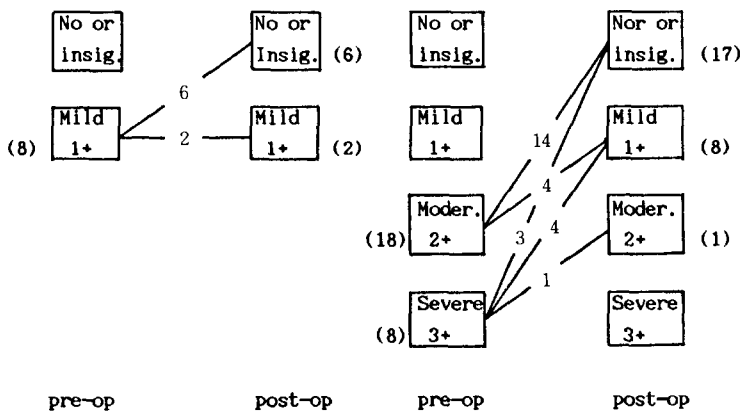 No or
insig.
No or
Insig. (6)
6
Mild
(8) 1+
2
Mild
1+ (2)
pre-op post-op
No or
insig.
Nor or
insig. (17)
Mild
1+
14
Mild
1+ (8)
4
Moder.
(18) 2+
3
4
Moder.
2+ (1)
1
Severe
(8) 3+
Severe
3+
pre-op post-op